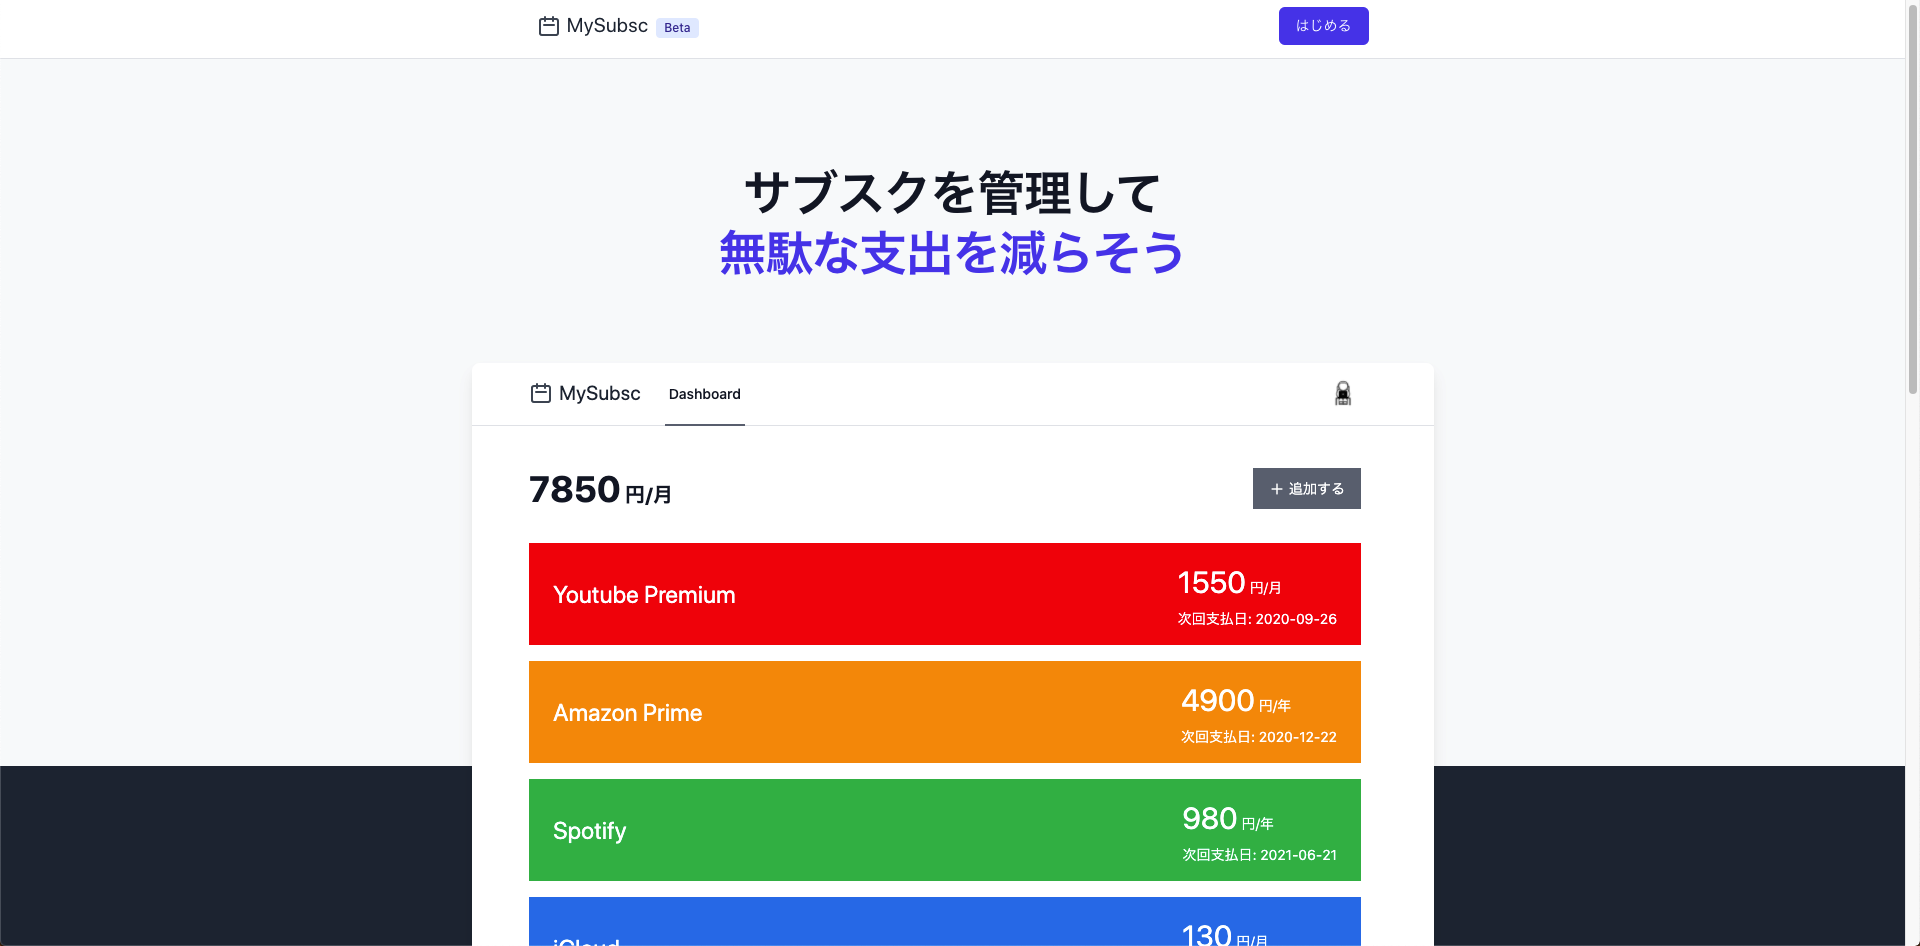 MySubsc Beta
はじめる
サブスクを管理して
無駄な支出を減らそう
MySubsc Dashboard
7850 円/月
+ 追加する
Youtube Premium
1550 円/月
次回支払日: 2020-09-26
Amazon Prime
4900 円/年
次回支払日: 2020-12-22
Spotify
980 円/年
次回支払日: 2021-06-21
iCloud
130 円/月